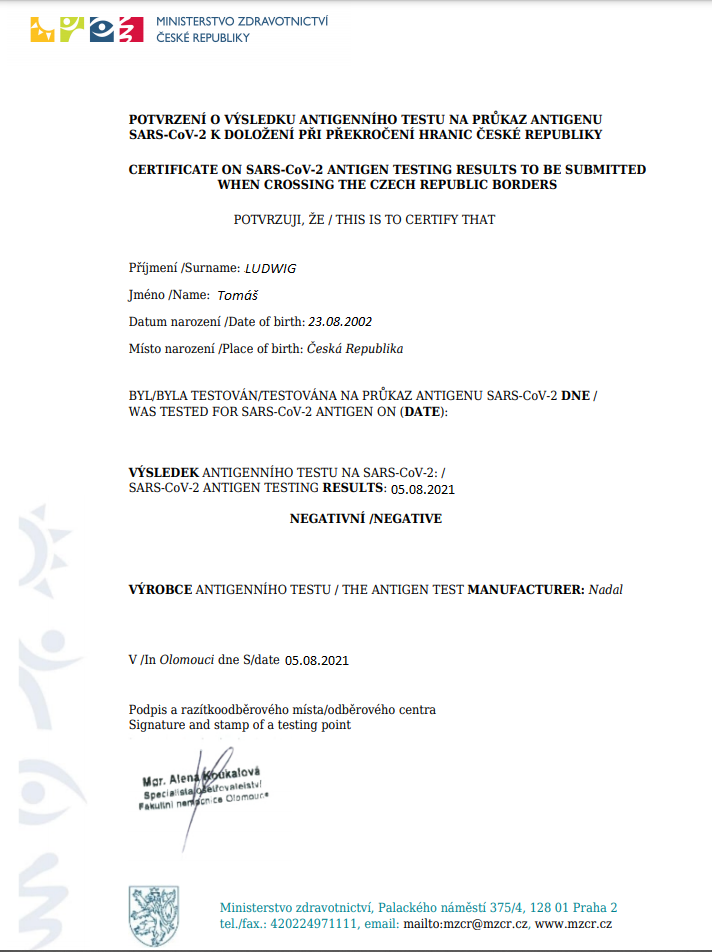 MINISTERSTVO ZDRAVOTNICTVÍ
ČESKÉ REPUBLIKY
POTVRZENÍ O VÝSLEDKU ANTIGENNÍHO TESTU NA PRŮKAZ ANTIGENU
SARS-CoV-2 K DOLOŽENÍ PŘI PŘEKROČENÍ HRANIC ČESKÉ REPUBLIKY
CERTIFICATE ON SARS-CoV-2 ANTIGEN TESTING RESULTS TO BE SUBMITTED
WHEN CROSSING THE CZECH REPUBLIC BORDERS
POTVRZUJI, ŽE / THIS IS TO CERTIFY THAT
Příjmení /Surname: LUDWIG
Jméno /Name: Tomáš
Datum narození /Date of birth: 23.08.2002
Místo narození /Place of birth: Česká Republika
BYL/BYLA TESTOVÁN/TESTOVÁNA NA PRŮKAZ ANTIGENU SARS-CoV-2 DNE /
WAS TESTED FOR SARS-CoV-2 ANTIGEN ON (DATE):
VÝSLEDEK ANTIGENNÍHO TESTU NA SARS-CoV-2: /
SARS-CoV-2 ANTIGEN TESTING RESULTS: 05.08.2021
NEGATIVNÍ /NEGATIVE
VÝROBCE ANTIGENNÍHO TESTU / THE ANTIGEN TEST MANUFACTURER: Nadal
V /In Olomouci dne S/date 05.08.2021
Podpis a razítkoodběrového místa/odběrového centra
Signature and stamp of a testing point
Mgr. Alena Koukalová
Specialista ošetřovatelství
Fakultní nemocnice Olomouc
Ministerstvo zdravotnictví, Palackého náměstí 375/4, 128 01 Praha 2
tel./fax.: 420224971111, email: mailto:mzcr@mzcr.cz, www.mzcr.cz